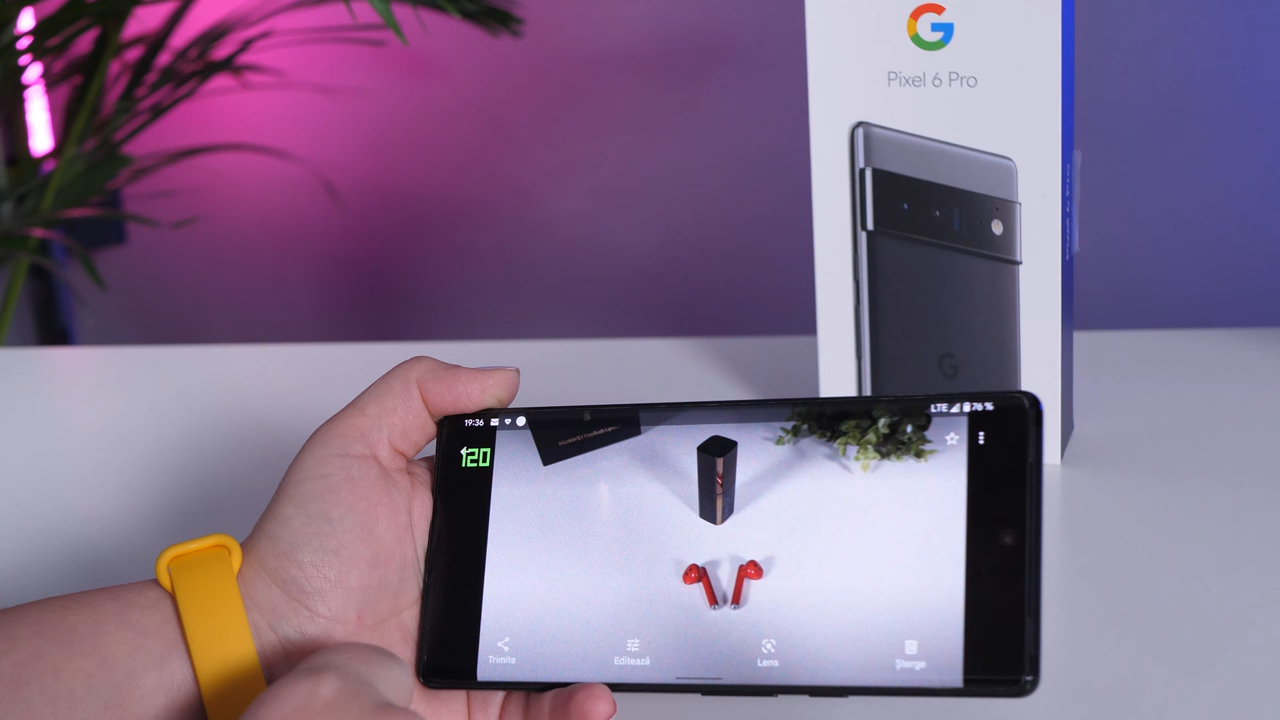 G
Pixel 6 Pro
G
19:36
LTE 76 %
120
Trimite
Editează
Lens
Șterge